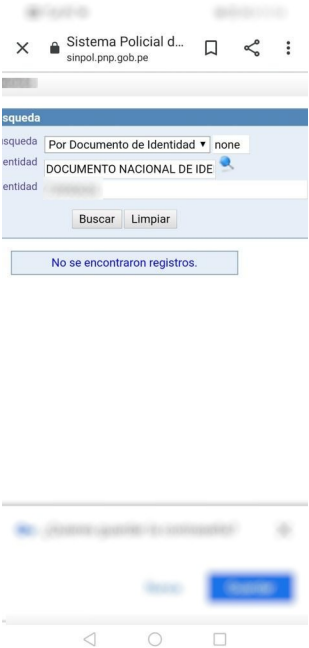 Sistema Policial d...
sinpol.pnp.gob.pe
squeda
squeda Por Documento de Identidad none
entidad DOCUMENTO NACIONAL DE IDE
entidad
Buscar Limpiar
No se encontraron registros.